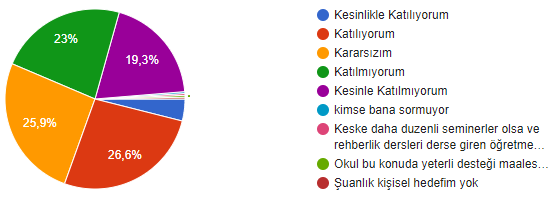 23%
19,3%
25,9%
26,6%
Kesinlikle Katılıyorum
Katılıyorum
Kararsızım
Katılmıyorum
Kesinle Katılmıyorum
kimse bana sormuyor
Keske daha duzenli seminerler olsa ve
rehberlik dersleri derse giren öğretme…
Okul bu konuda yeterli desteği maales…
Şuanlık kişisel hedefim yok